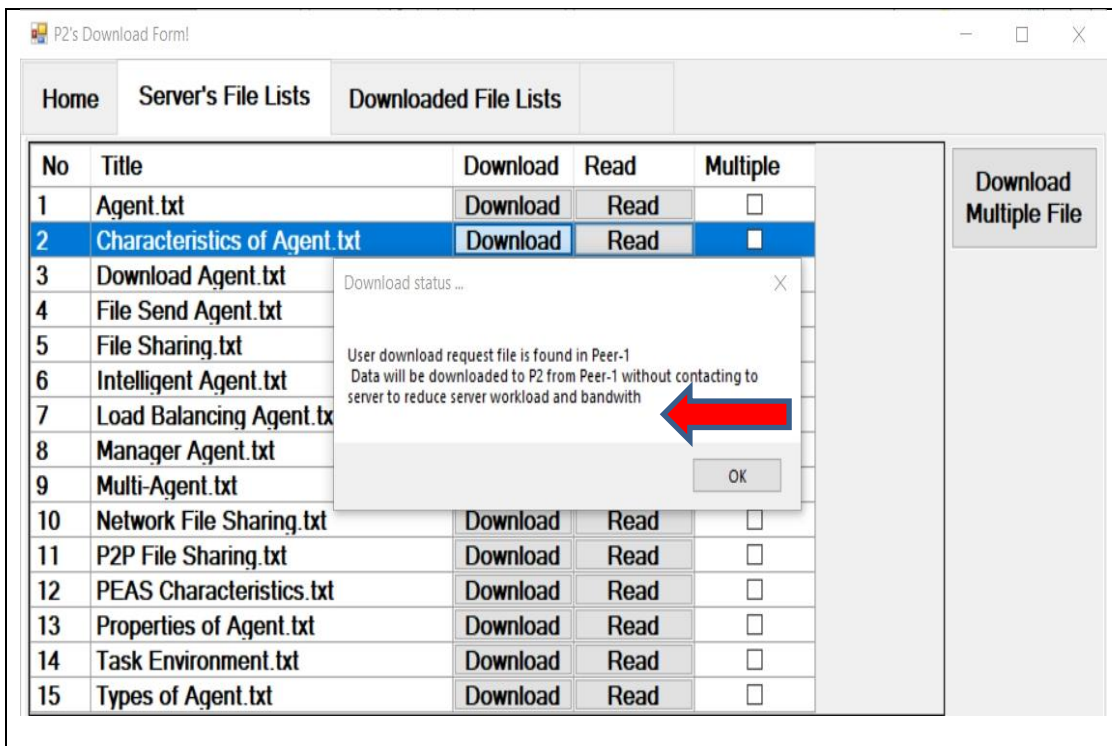 P2's Download Form!
Home Server's File Lists Downloaded File Lists
No Title Download Read Multiple
Download
Multiple File
1 Agent.txt Download Read
2 Characteristics of Agent.txt Download Read
3 Download Agent.txt
4 File Send Agent.txt
5 File Sharing.txt
6 Intelligent Agent.txt
7 Load Balancing Agent.tx
8 Manager Agent.txt
9 Multi-Agent.txt
Download status ...
User download request file is found in Peer-1
Data will be downloaded to P2 from Peer-1 without contacting to
server to reduce server workload and bandwith
OK
10 Network File Sharing.txt Download Read
11 P2P File Sharing.txt Download Read
12 PEAS Characteristics.txt Download Read
13 Properties of Agent.txt Download Read
14 Task Environment.txt Download Read
15 Types of Agent.txt Download Read